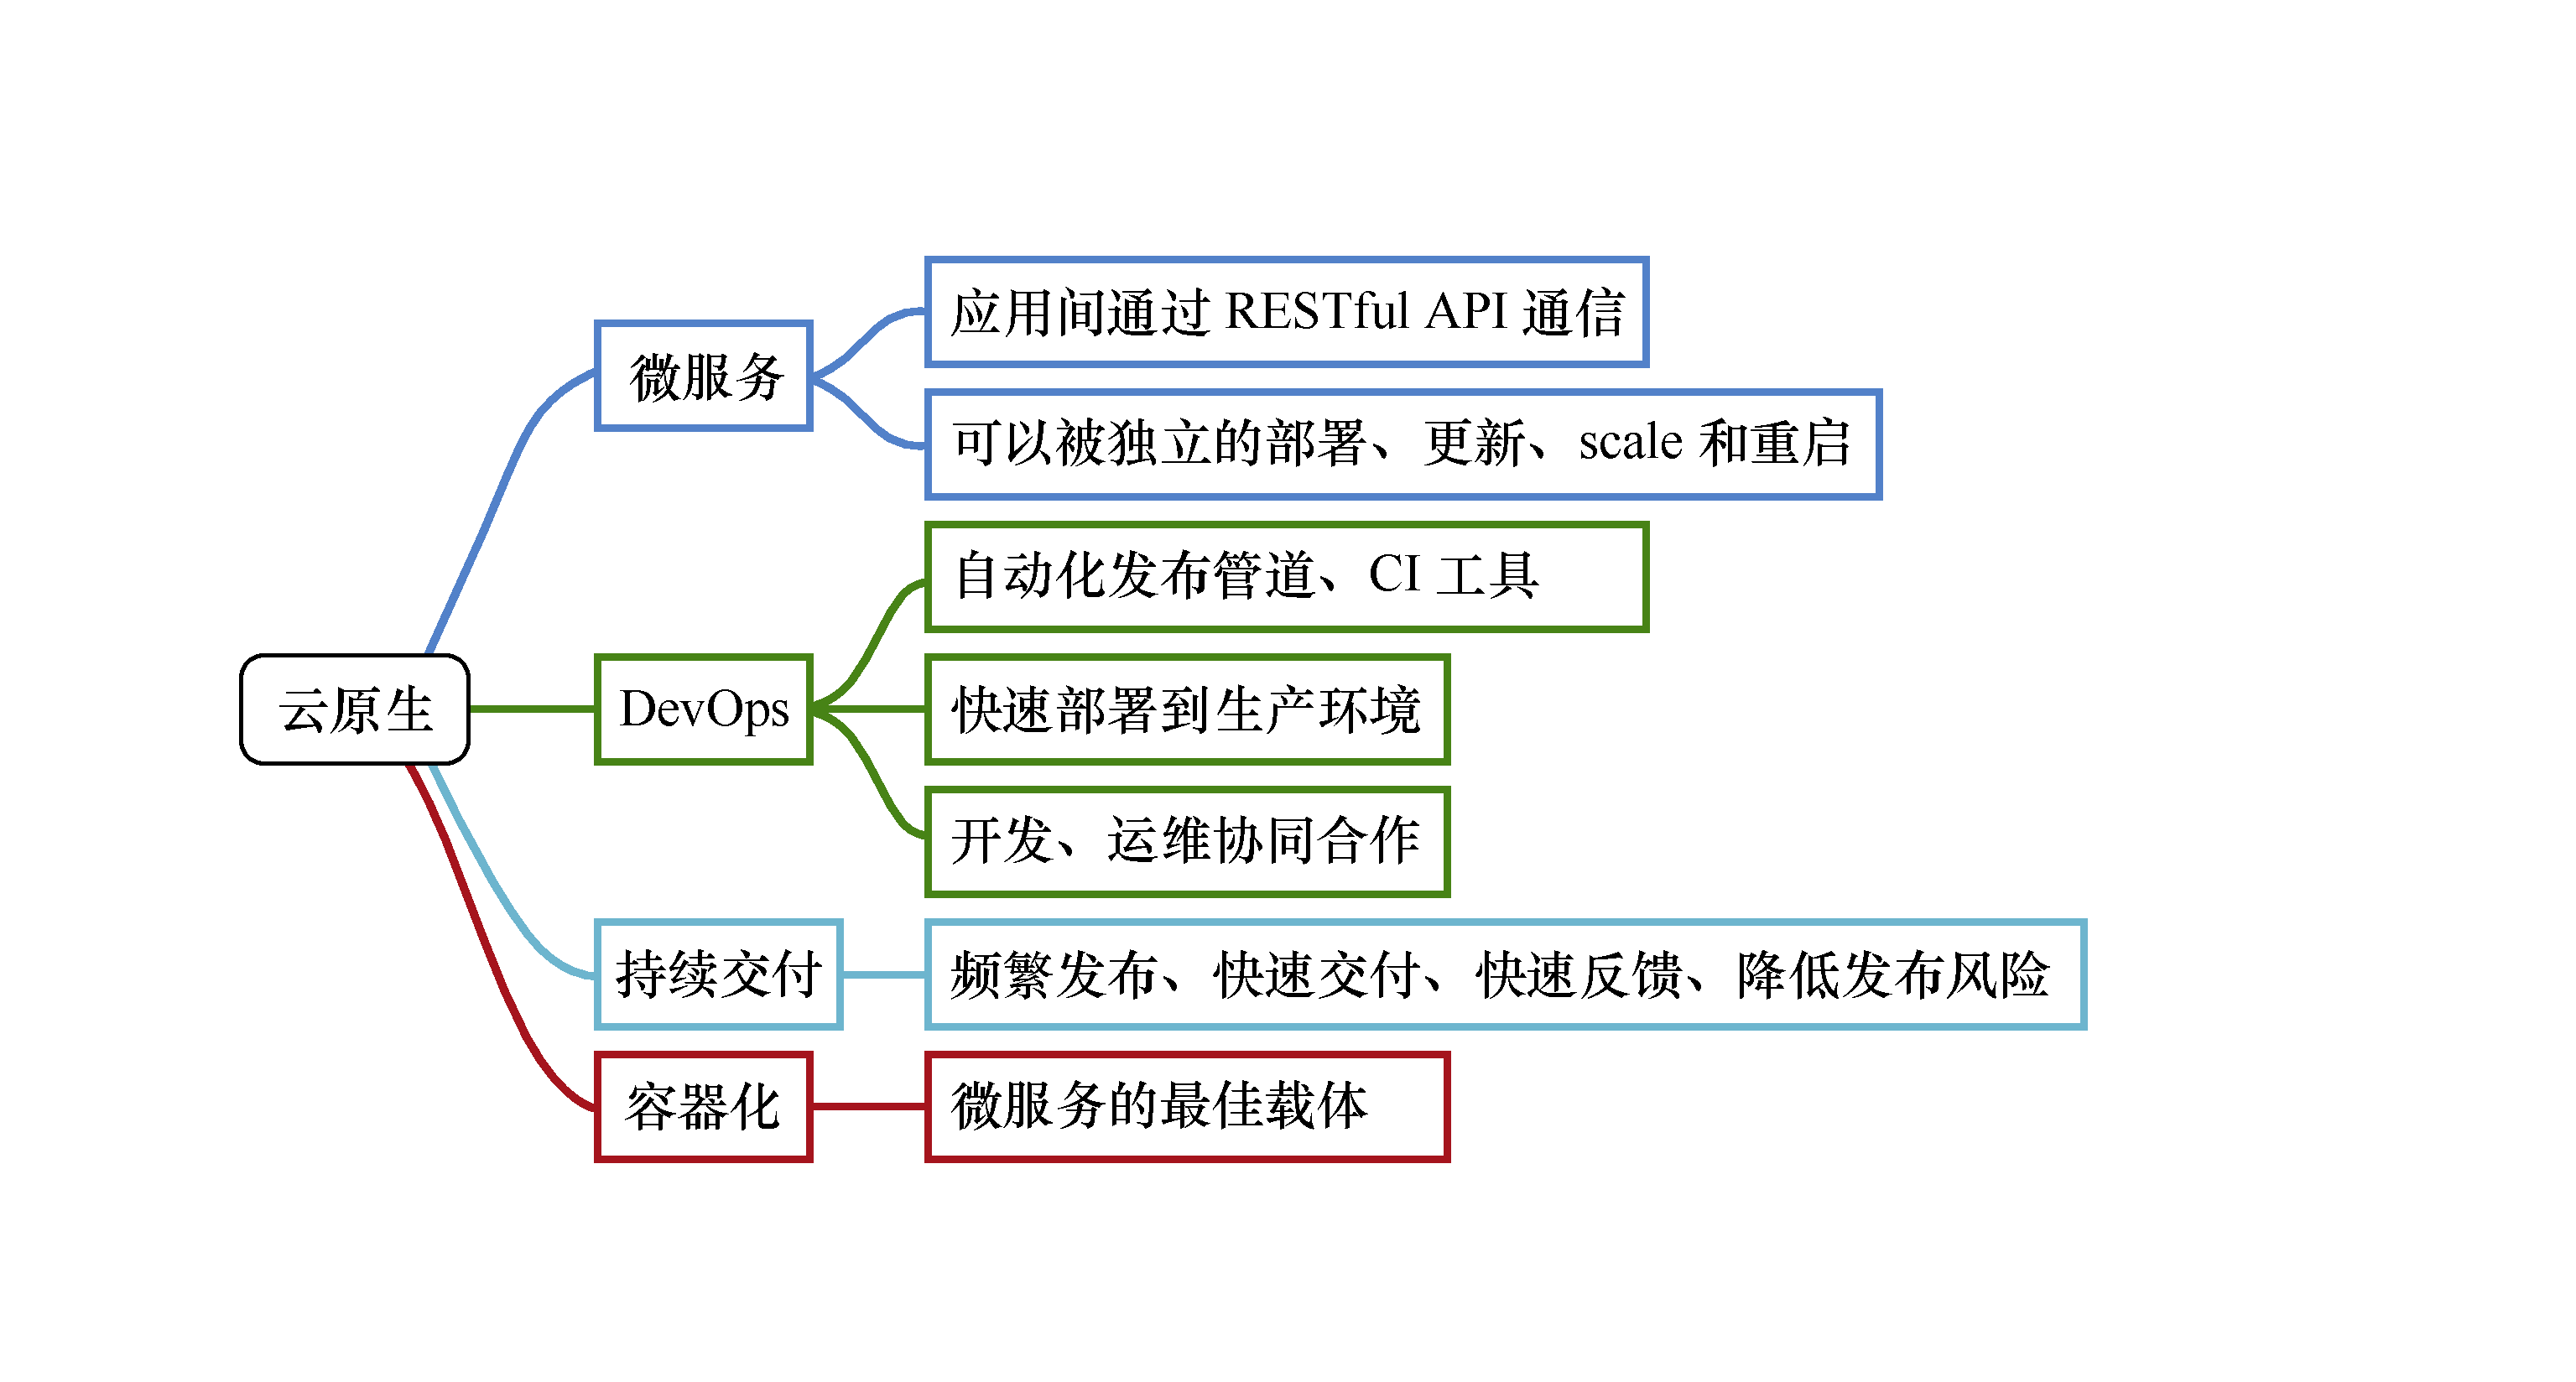 云原生
微服务
应用间通过 RESTful API 通信
可以被独立的部署、更新、scale 和重启
DevOps
自动化发布管道、CI 工具
快速部署到生产环境
开发、运维协同合作
持续交付
频繁发布、快速交付、快速反馈、降低发布风险
容器化
微服务的最佳载体